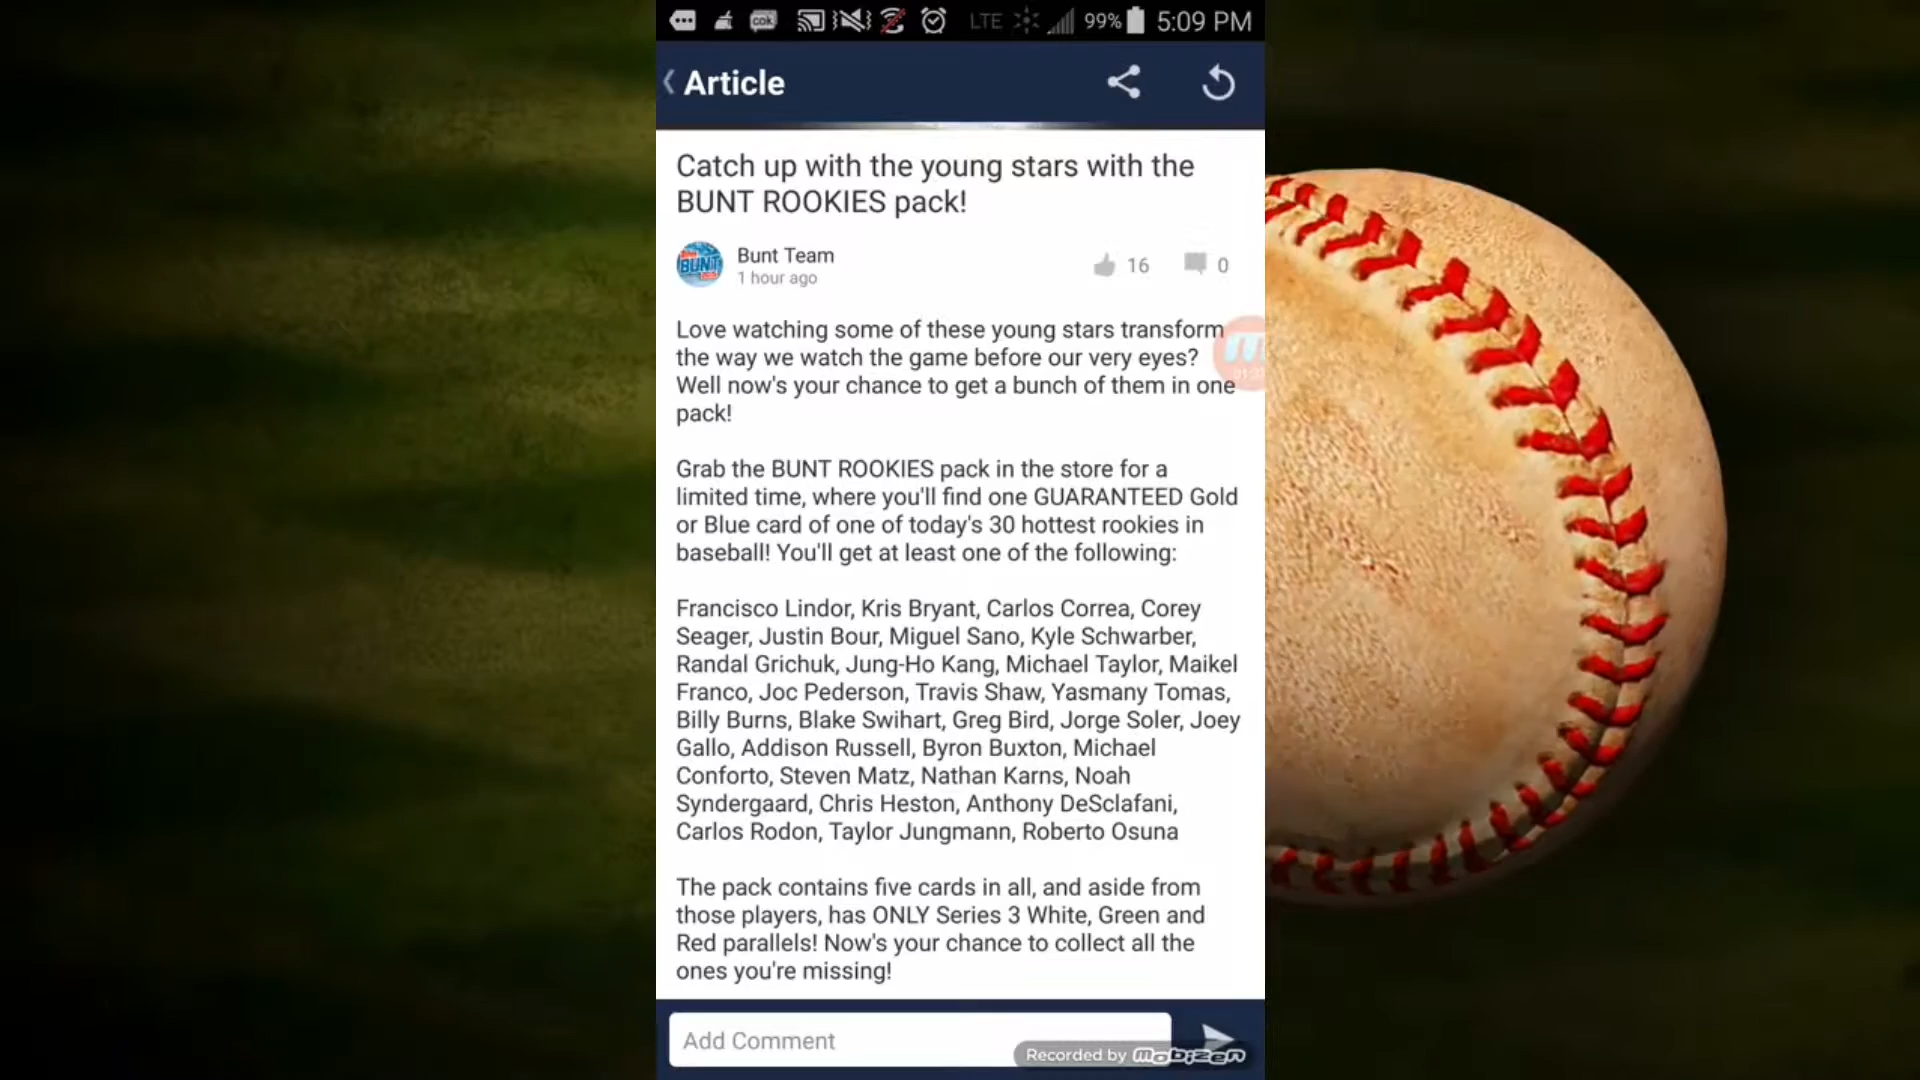 cok LTE 99% 5:09 PM
Article
Catch up with the young stars with the
BUNT ROOKIES pack!
BUNT
Bunt Team
1 hour ago
16 0
Love watching some of these young stars transform
the way we watch the game before our very eyes?
Well now's your chance to get a bunch of them in one
pack!
Grab the BUNT ROOKIES pack in the store for a
limited time, where you'll find one GUARANTEED Gold
or Blue card of one of today's 30 hottest rookies in
baseball! You'll get at least one of the following:
Francisco Lindor, Kris Bryant, Carlos Correa, Corey
Seager, Justin Bour, Miguel Sano, Kyle Schwarber,
Randal Grichuk, Jung-Ho Kang, Michael Taylor, Maikel
Franco, Joc Pederson, Travis Shaw, Yasmany Tomas,
Billy Burns, Blake Swihart, Greg Bird, Jorge Soler, Joey
Gallo, Addison Russell, Byron Buxton, Michael
Conforto, Steven Matz, Nathan Karns, Noah
Syndergaard, Chris Heston, Anthony DeSclafani,
Carlos Rodon, Taylor Jungmann, Roberto Osuna
The pack contains five cards in all, and aside from
those players, has ONLY Series 3 White, Green and
Red parallels! Now's your chance to collect all the
ones you're missing!
Add Comment
Recorded by mobizen